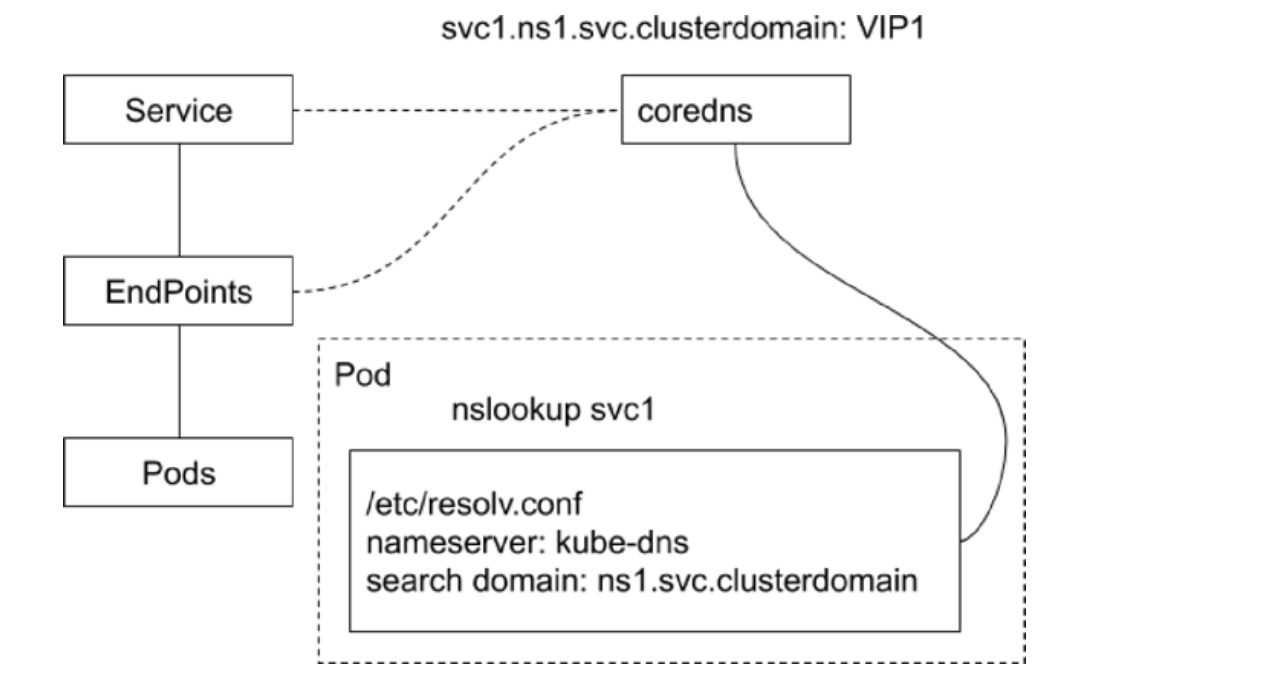 svc1.ns1.svc.clusterdomain: VIP1
Service
coredns
EndPoints
Pod
nslookup svc1
Pods
/etc/resolv.conf
nameserver: kube-dns
search domain: ns1.svc.clusterdomain